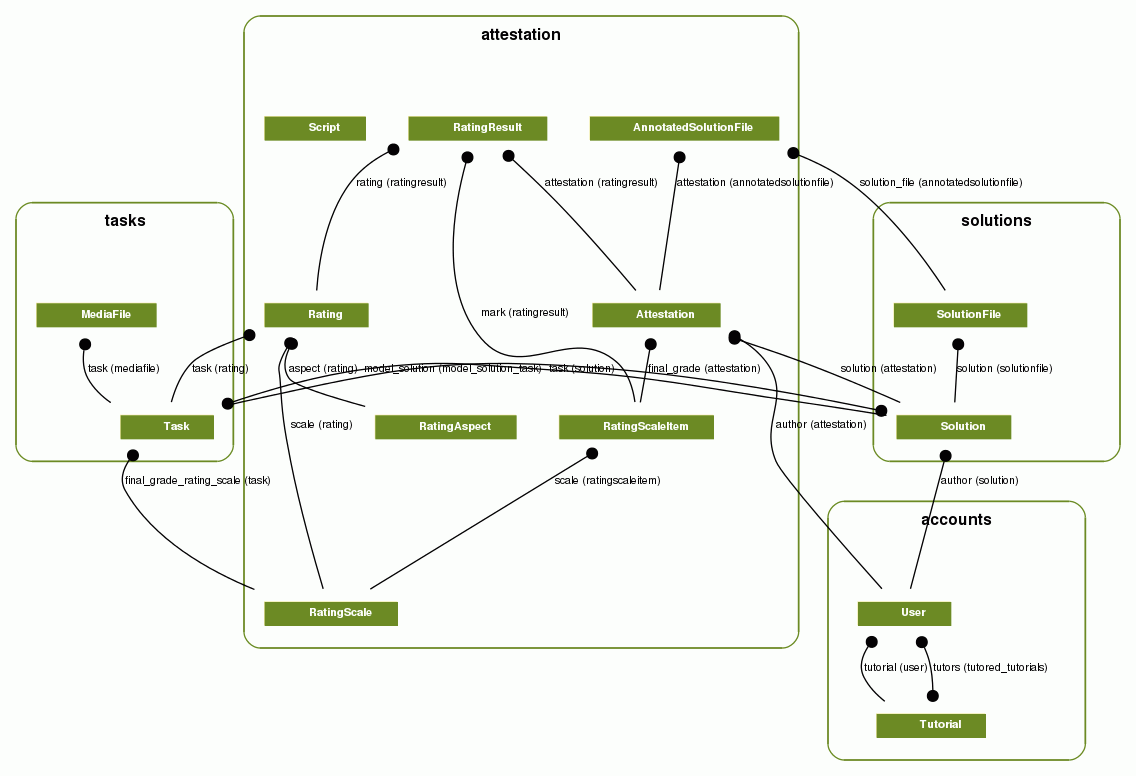 attestation
Script
RatingResult
AnnotatedSolutionFile
rating (ratingresult)
attestation (ratingresult)
attestation (annotatedsolutionfile)
solution_file (annotatedsolutionfile)
tasks
solutions
MediaFile
Rating
mark (ratingresult)
Attestation
SolutionFile
task (mediafile)
task (rating)
aspect (rating)
model_solution (model_solution_task)
task (solution)
final_grade (attestation)
solution (attestation)
solution (solutionfile)
Task
scale (rating)
RatingAspect
RatingScaleItem
author (attestation)
Solution
final_grade_rating_scale (task)
scale (ratingscaleitem)
author (solution)
accounts
RatingScale
User
tutorial (user)
tutors (tutored_tutorials)
Tutorial